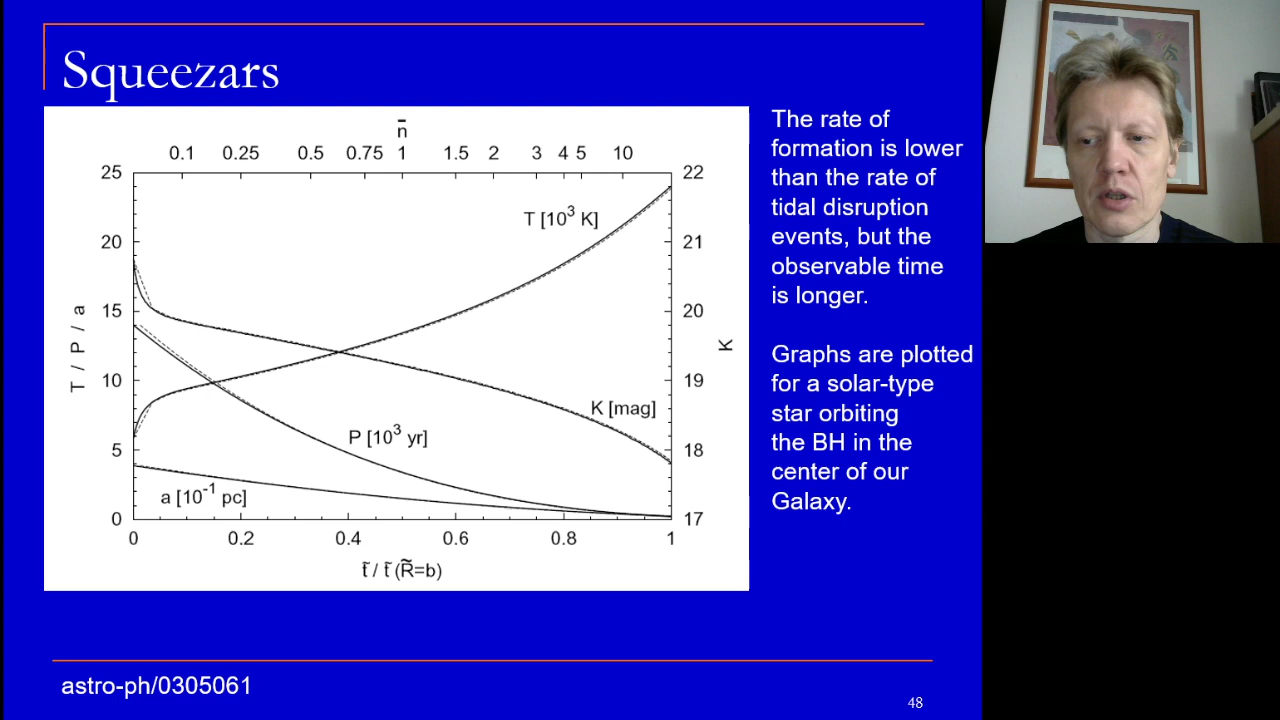 Squeezars
n̄
0.1 0.25 0.5 0.75 1 1.5 2 3 4 5 10
25
20
15
10
5
0
T / P / a
T [10³ K]
K [mag]
P [10³ yr]
a [10⁻¹ pc]
22
21
20
19
18
17
K
0 0.2 0.4 0.6 0.8 1
t̃ / t̃ (R̃=b)
The rate of
formation is lower
than the rate of
tidal disruption
events, but the
observable time
is longer.
Graphs are plotted
for a solar-type
star orbiting
the BH in the
center of our
Galaxy.
astro-ph/0305061
48